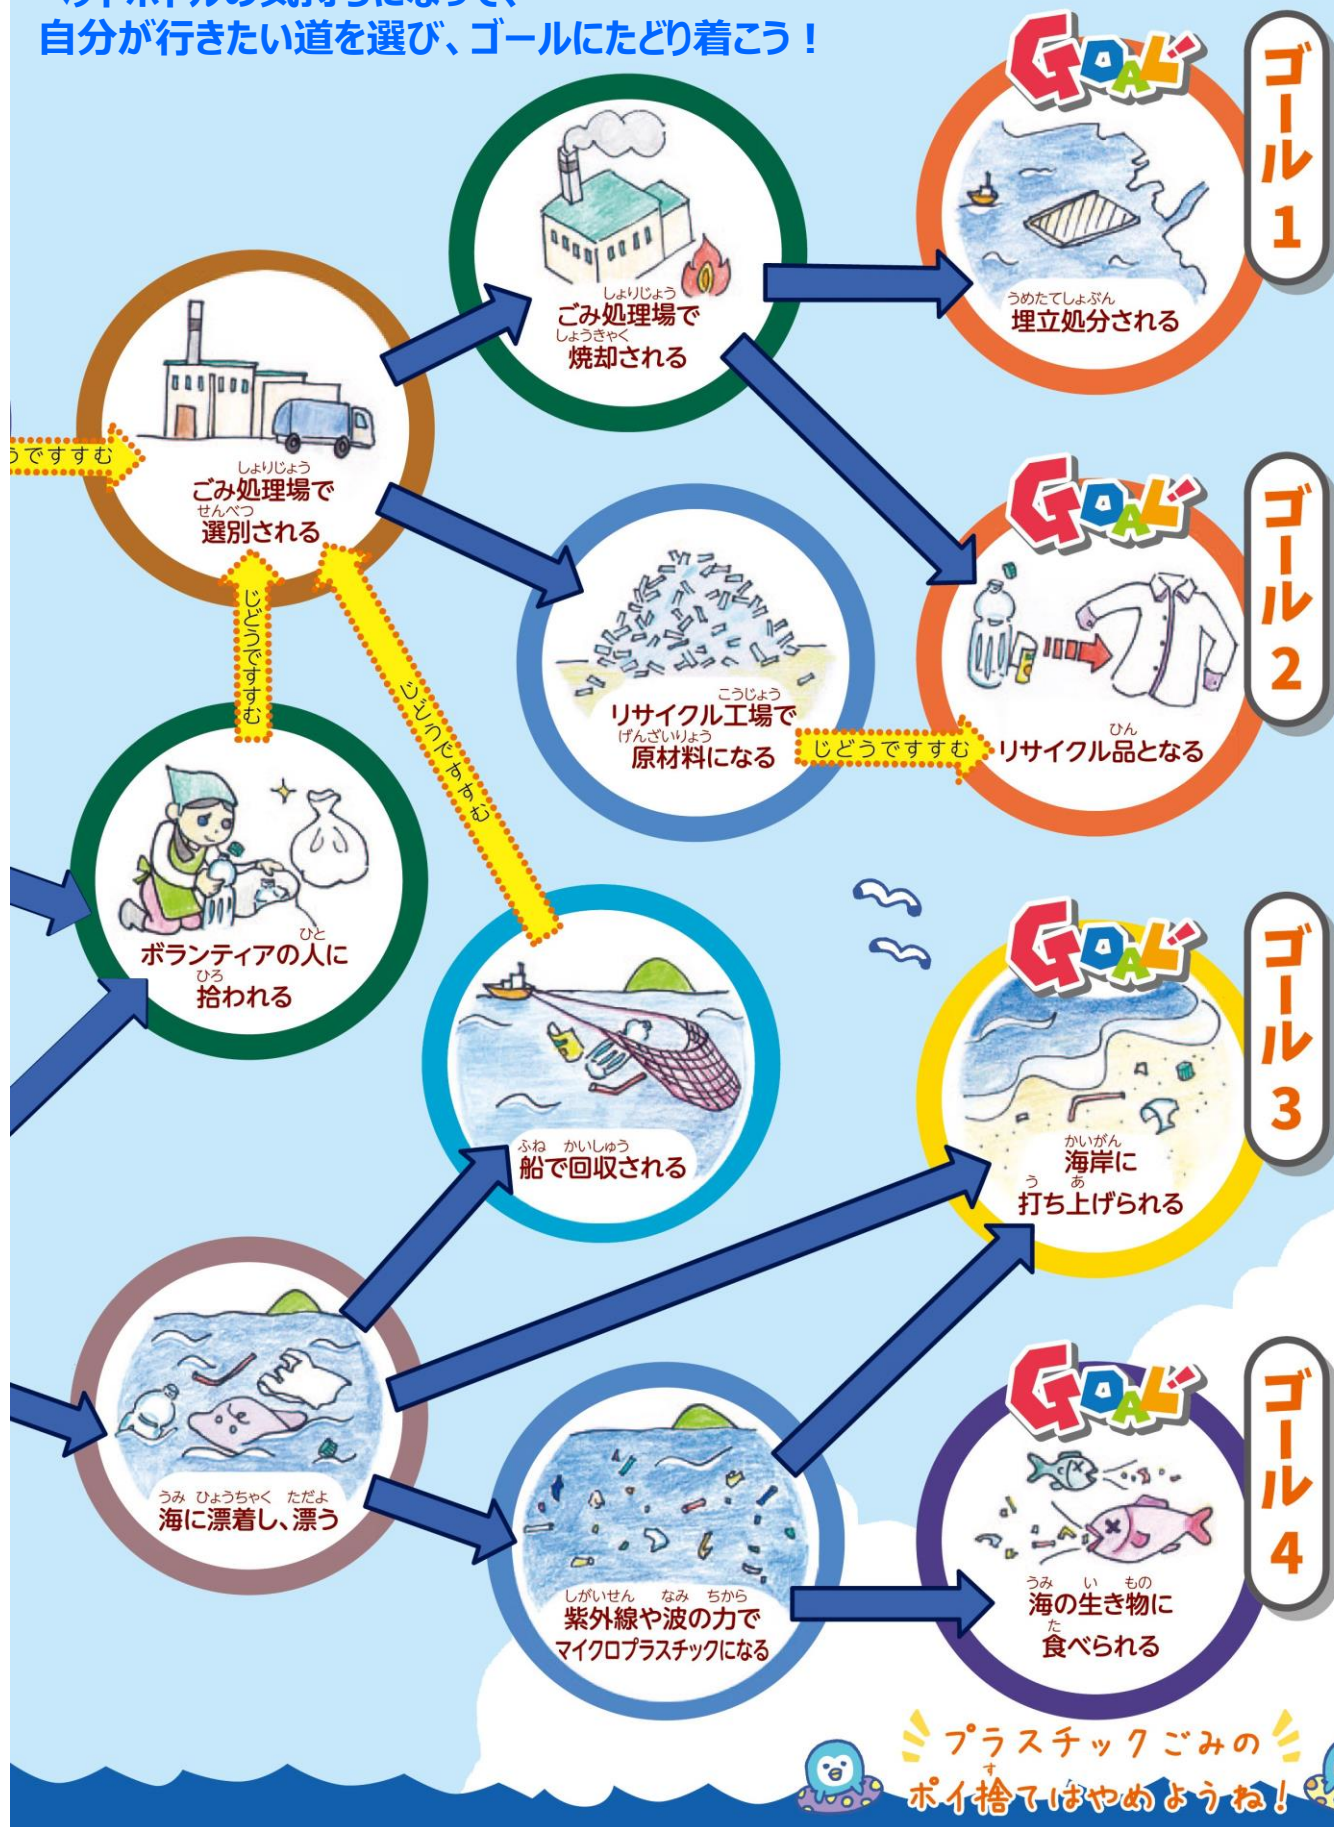 自分が行きたい道を選び、ゴールにたどり着こう！
GOAL
ゴール1
うめたてしょぶん
埋立処分される
しょりじょう
ごみ処理場で
しょうきゃく
焼却される
うですすむ
しょりじょう
ごみ処理場で
せんべつ
選別される
GOAL
ゴール2
ひん
リサイクル品となる
こうじょう
リサイクル工場で
げんざいりょう
原材料になる
じどうですすむ
じどうですすむ
じどうですすむ
ひと
ボランティアの人に
ひろ
拾われる
ふね かいしゅう
船で回収される
GOAL
ゴール3
かいがん
海岸に
う あ
打ち上げられる
うみ ひょうちゃく ただよ
海に漂着し、漂う
しがいせん なみ ちから
紫外線や波の力で
マイクロプラスチックになる
GOAL
ゴール4
うみ い もの
海の生き物に
た
食べられる
プラスチックごみの
す
ポイ捨てはやめようね！